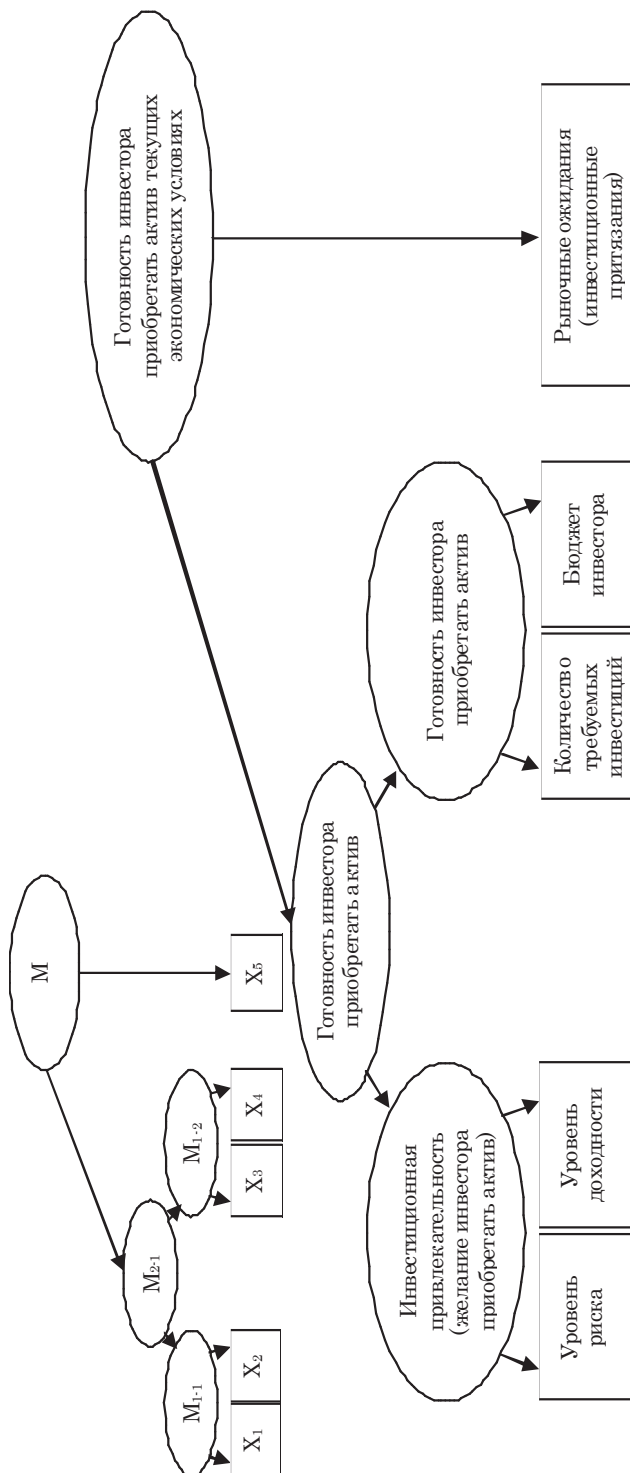 M
M2-1
M1-1
M1-2
X1
X2
X3
X4
X5
Готовность инвестора
приобретать актив текущих
экономических условиях
Готовность инвестора
приобретать актив
Инвестиционная
привлекательность
(желание инвестора
приобретать актив)
Готовность инвестора
приобретать актив
Уровень
риска
Уровень
доходности
Количество
требуемых
инвестиций
Бюджет
инвестора
Рыночные ожидания
(инвестиционные
притязания)